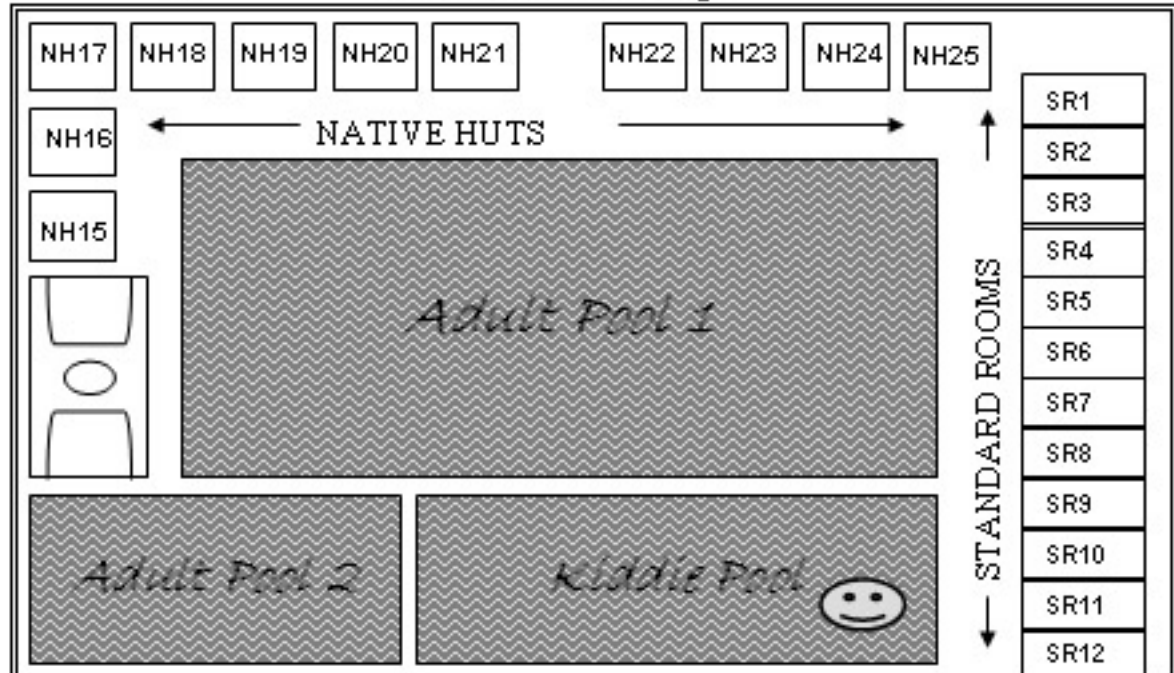 NH17 NH18 NH19 NH20 NH21 NH22 NH23 NH24 NH25
NH16
NH15
NATIVE HUTS
SR1
SR2
SR3
SR4
SR5
SR6
SR7
SR8
SR9
SR10
SR11
SR12
STANDARD ROOMS
Adult Pool 1
Adult Pool 2
Kiddie Pool